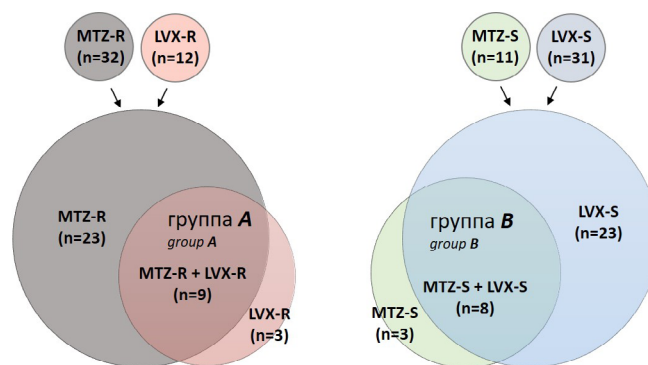 MTZ-R
(n=32)
LVX-R
(n=12)
MTZ-R
(n=23)
группа A
group A
MTZ-R + LVX-R
(n=9)
LVX-R
(n=3)
MTZ-S
(n=11)
LVX-S
(n=31)
группа B
group B
LVX-S
(n=23)
MTZ-S + LVX-S
(n=8)
MTZ-S
(n=3)